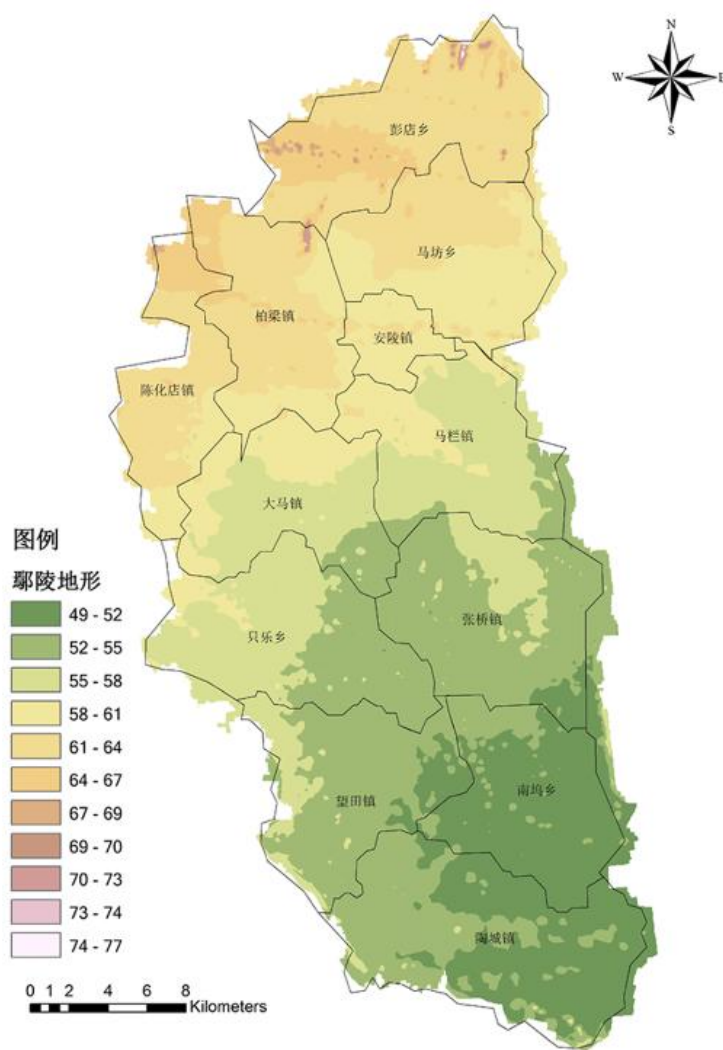 N
W
E
S
彭店乡
马坊乡
柏梁镇
安陵镇
陈化店镇
马栏镇
大马镇
张桥镇
只乐乡
望田镇
南坞乡
陶城镇
图例
鄢陵地形
49 - 52
52 - 55
55 - 58
58 - 61
61 - 64
64 - 67
67 - 69
69 - 70
70 - 73
73 - 74
74 - 77
0 1 2 4 6 8
Kilometers